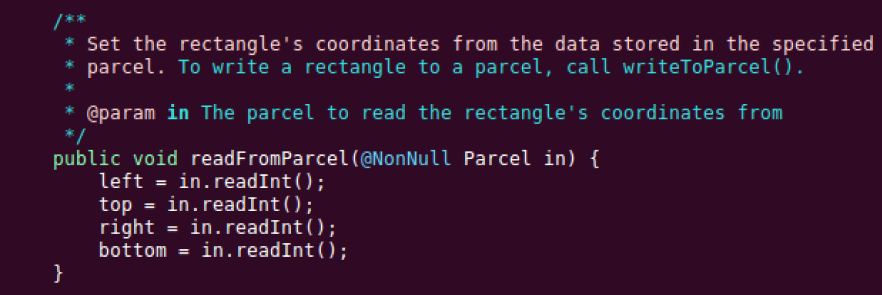 /**
 * Set the rectangle's coordinates from the data stored in the specified
 * parcel. To write a rectangle to a parcel, call writeToParcel().
 *
 * @param in The parcel to read the rectangle's coordinates from
 */
public void readFromParcel(@NonNull Parcel in) {
    left = in.readInt();
    top = in.readInt();
    right = in.readInt();
    bottom = in.readInt();
}